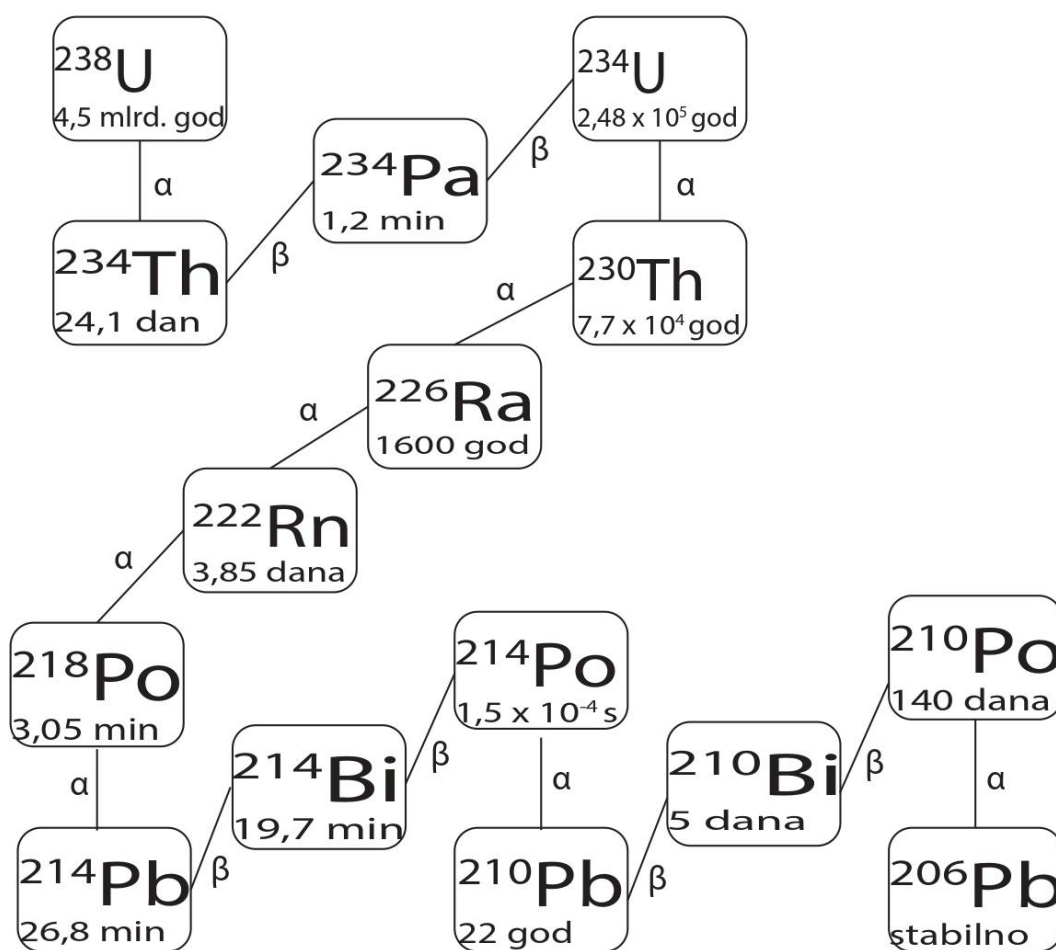 ²³⁸U
4,5 mlrd. god
α
²³⁴Th
24,1 dan
β
²³⁴Pa
1,2 min
β
²³⁴U
2,48 x 10⁵ god
α
²³⁰Th
7,7 x 10⁴ god
α
²²⁶Ra
1600 god
α
²²²Rn
3,85 dana
α
²¹⁸Po
3,05 min
α
²¹⁴Pb
26,8 min
β
²¹⁴Bi
19,7 min
β
²¹⁴Po
1,5 x 10⁻⁴ s
α
²¹⁰Pb
22 god
β
²¹⁰Bi
5 dana
β
²¹⁰Po
140 dana
α
²⁰⁶Pb
stabilno